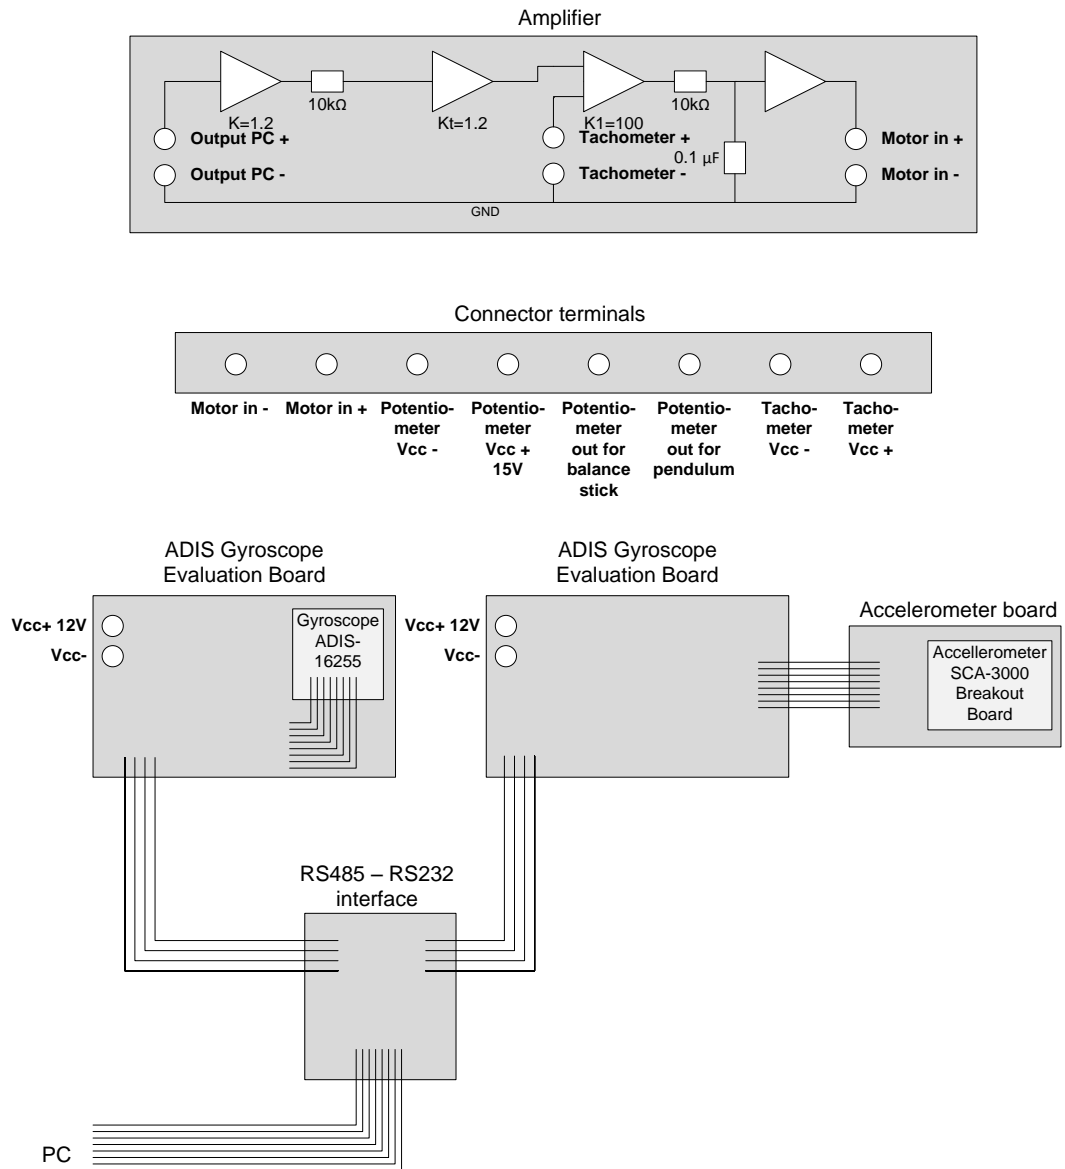 Amplifier
10kΩ
10kΩ
K=1.2
Kt=1.2
K1=100
Output PC +
Tachometer +
0.1 µF
Motor in +
Output PC -
Tachometer -
Motor in -
GND
Connector terminals
Motor in -
Motor in +
Potentio-
meter
Vcc -
Potentio-
meter
Vcc +
15V
Potentio-
meter
out for
balance
stick
Potentio-
meter
out for
pendulum
Tacho-
meter
Vcc -
Tacho-
meter
Vcc +
ADIS Gyroscope
Evaluation Board
Vcc+ 12V
Vcc-
Gyroscope
ADIS-
16255
ADIS Gyroscope
Evaluation Board
Vcc+ 12V
Vcc-
Accelerometer board
Accellerometer
SCA-3000
Breakout
Board
RS485 – RS232
interface
PC